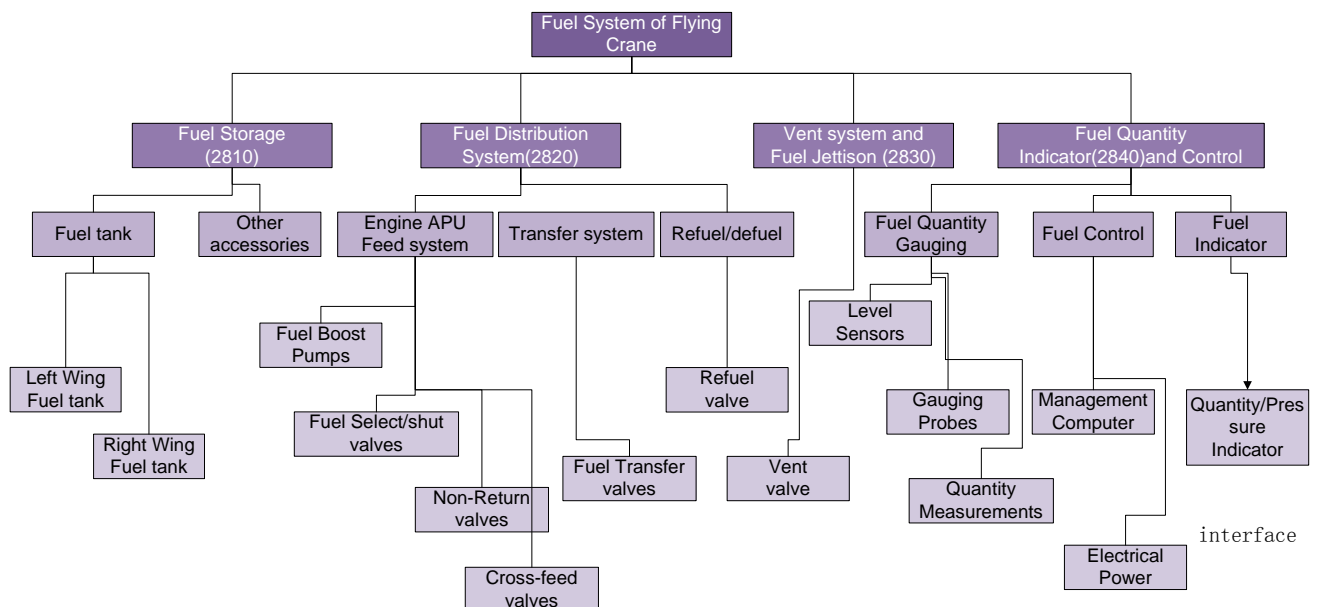 Fuel System of Flying
Crane
Fuel Storage
(2810)
Fuel Distribution
System(2820)
Vent system and
Fuel Jettison (2830)
Fuel Quantity
Indicator(2840)and Control
Fuel tank
Other
accessories
Engine APU
Feed system
Transfer system
Refuel/defuel
Fuel Quantity
Gauging
Fuel Control
Fuel
Indicator
Level
Sensors
Fuel Boost
Pumps
Left Wing
Fuel tank
Refuel
valve
Gauging
Probes
Management
Computer
Quantity/Pres
sure
Indicator
Fuel Select/shut
valves
Right Wing
Fuel tank
Fuel Transfer
valves
Vent
valve
Non-Return
valves
Quantity
Measurements
interface
Electrical
Power
Cross-feed
valves